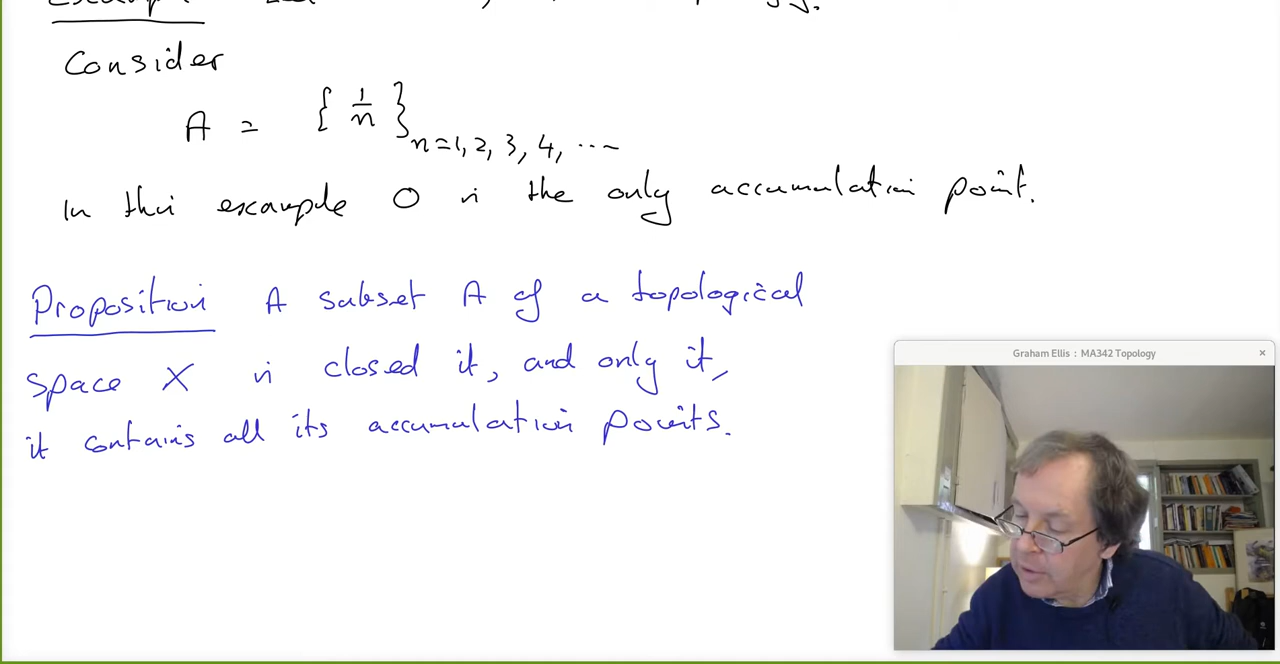 Example
Consider
A = { 1/n } n=1, 2, 3, 4, ...
In this example 0 is the only accumulation point.
Proposition A subset A of a topological
space X is closed if, and only if,
it contains all its accumulation points.
Graham Ellis : MA342 Topology